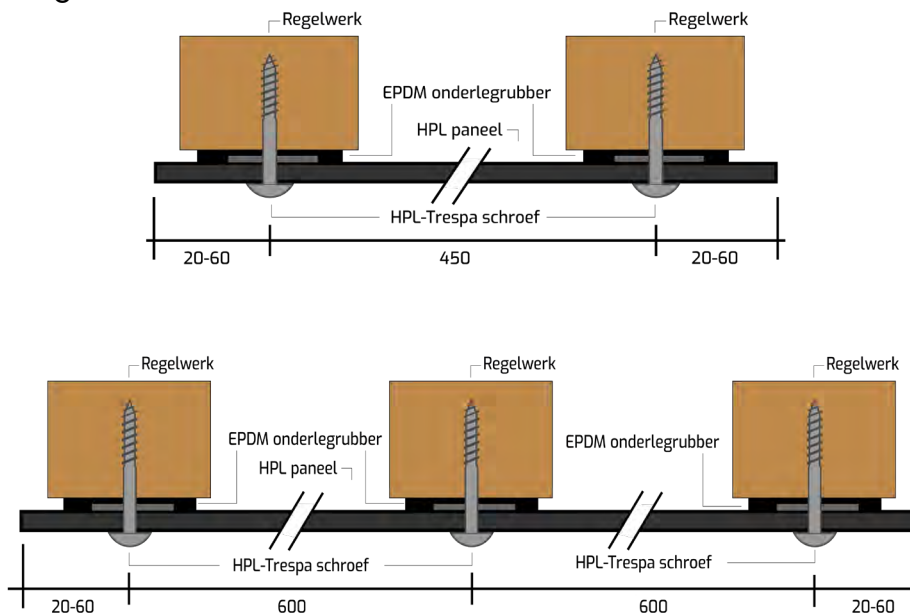 Regelwerk
Regelwerk
EPDM onderlegrubber
HPL paneel
HPL-Trespa schroef
20-60
450
20-60
Regelwerk
Regelwerk
Regelwerk
EPDM onderlegrubber
EPDM onderlegrubber
HPL paneel
HPL-Trespa schroef
HPL-Trespa schroef
20-60
600
600
20-60